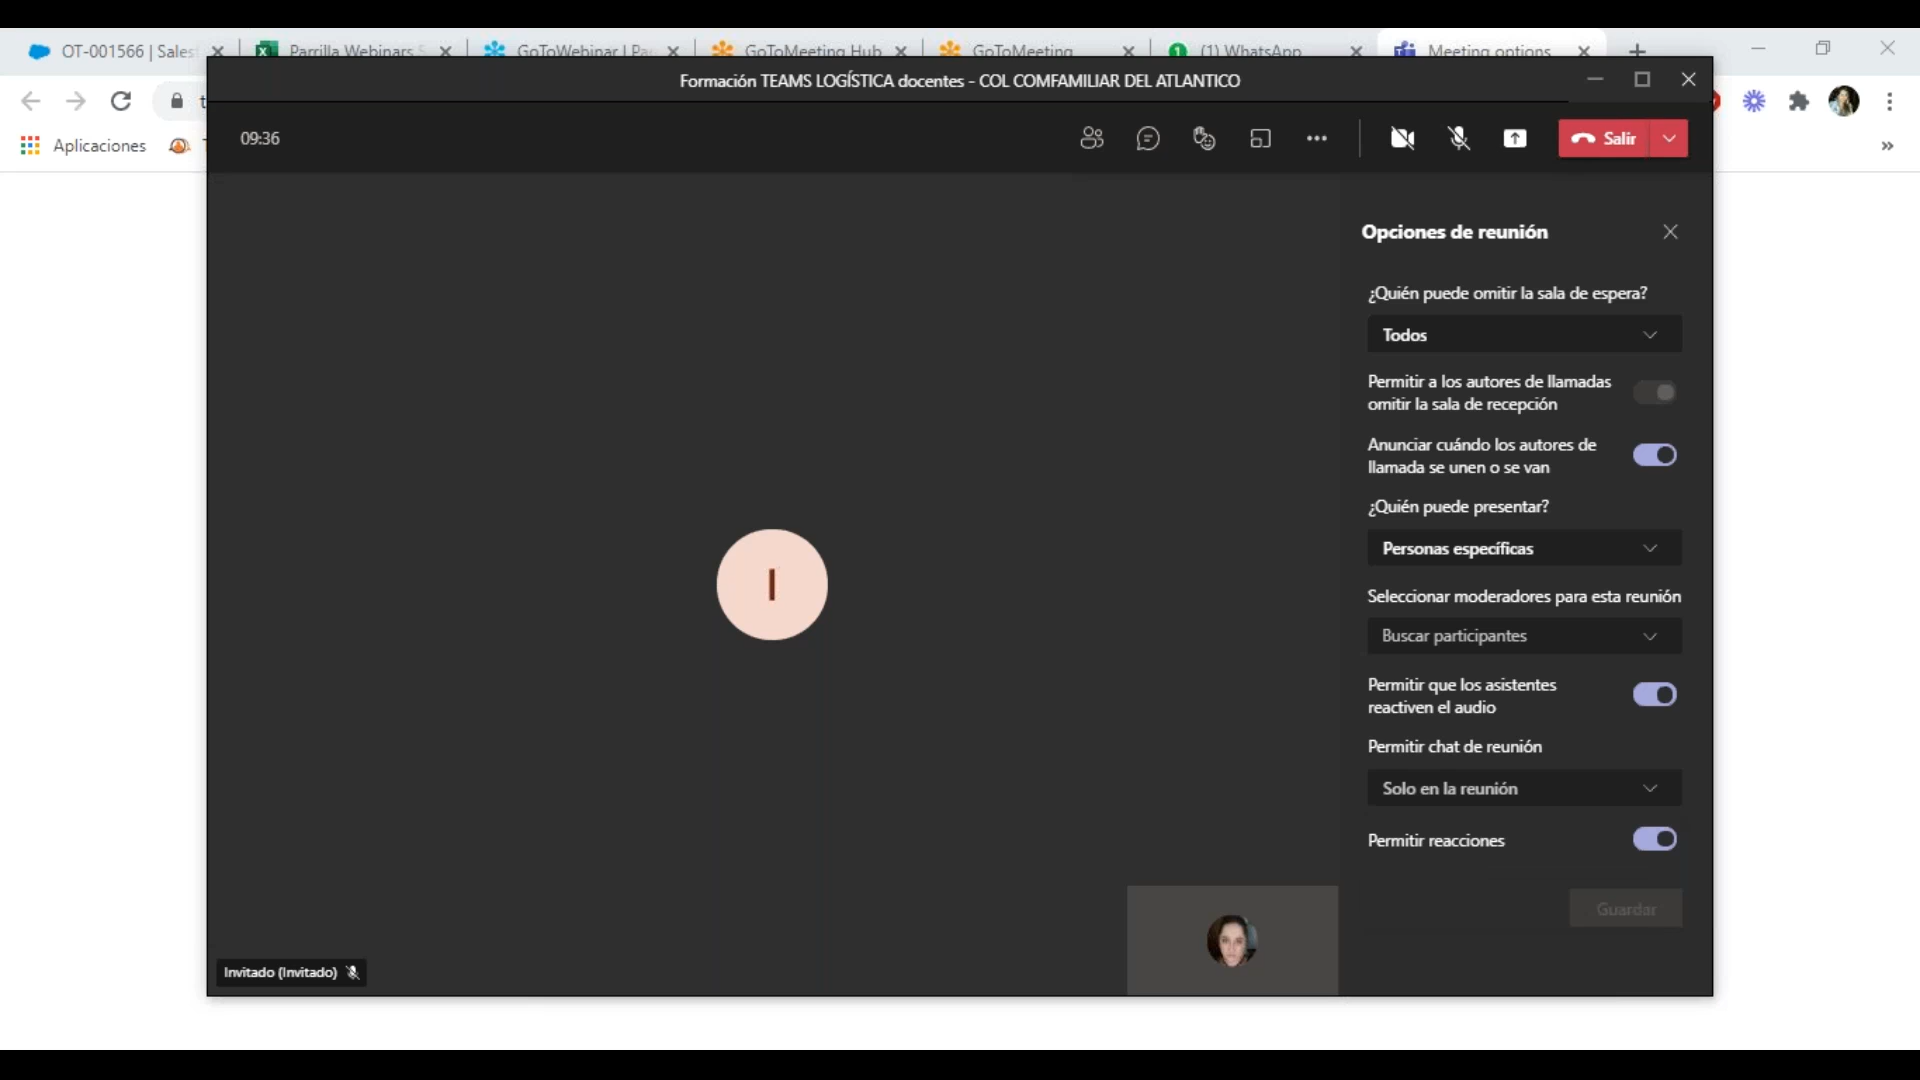 OT-001566 | Sales
Parrilla Webinars S
GoToWebinar | Pa
GoToMeeting Hub
GoToMeeting
(1) WhatsApp
Meeting options
Aplicaciones
Formación TEAMS LOGÍSTICA docentes - COL COMFAMILIAR DEL ATLANTICO
09:36
Salir
Opciones de reunión
¿Quién puede omitir la sala de espera?
Todos
Permitir a los autores de llamadas
omitir la sala de recepción
Anunciar cuándo los autores de
llamada se unen o se van
¿Quién puede presentar?
Personas específicas
Seleccionar moderadores para esta reunión
Buscar participantes
Permitir que los asistentes
reactiven el audio
Permitir chat de reunión
Solo en la reunión
Permitir reacciones
Guardar
I
Invitado (Invitado)